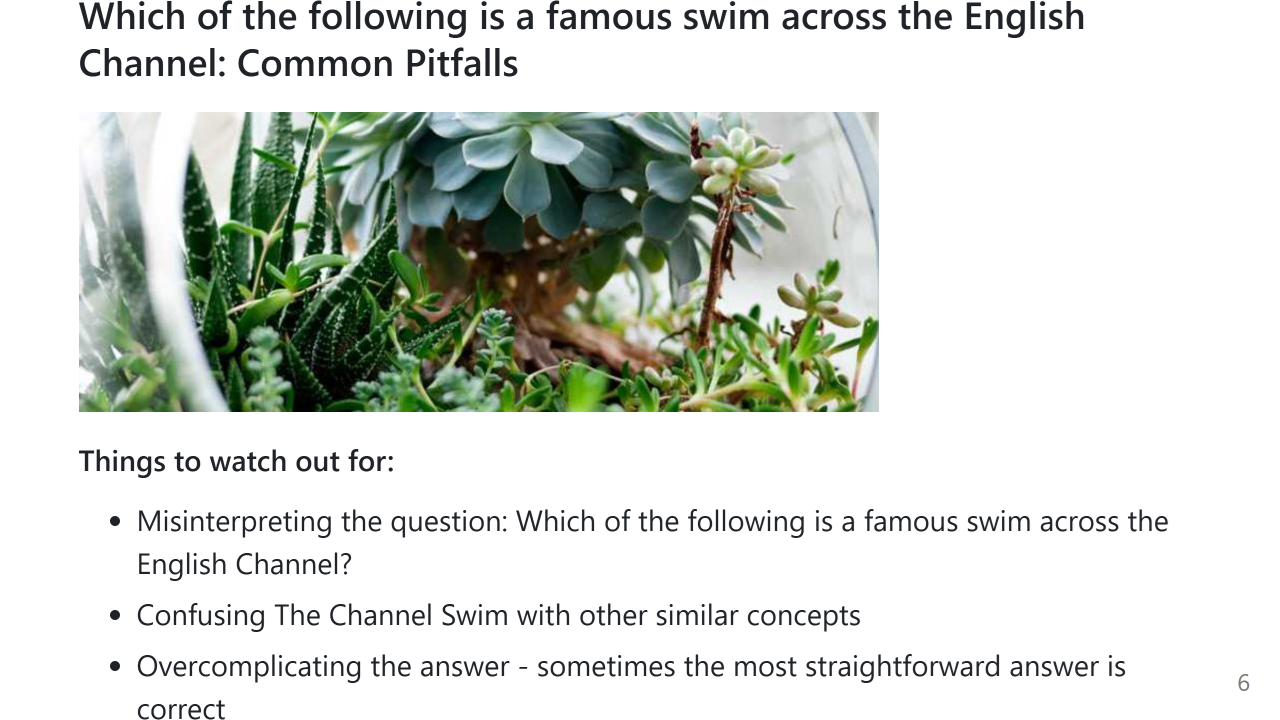 Which of the following is a famous swim across the English
Channel: Common Pitfalls
Things to watch out for:
Misinterpreting the question: Which of the following is a famous swim across the
English Channel?
Confusing The Channel Swim with other similar concepts
Overcomplicating the answer - sometimes the most straightforward answer is
correct
6